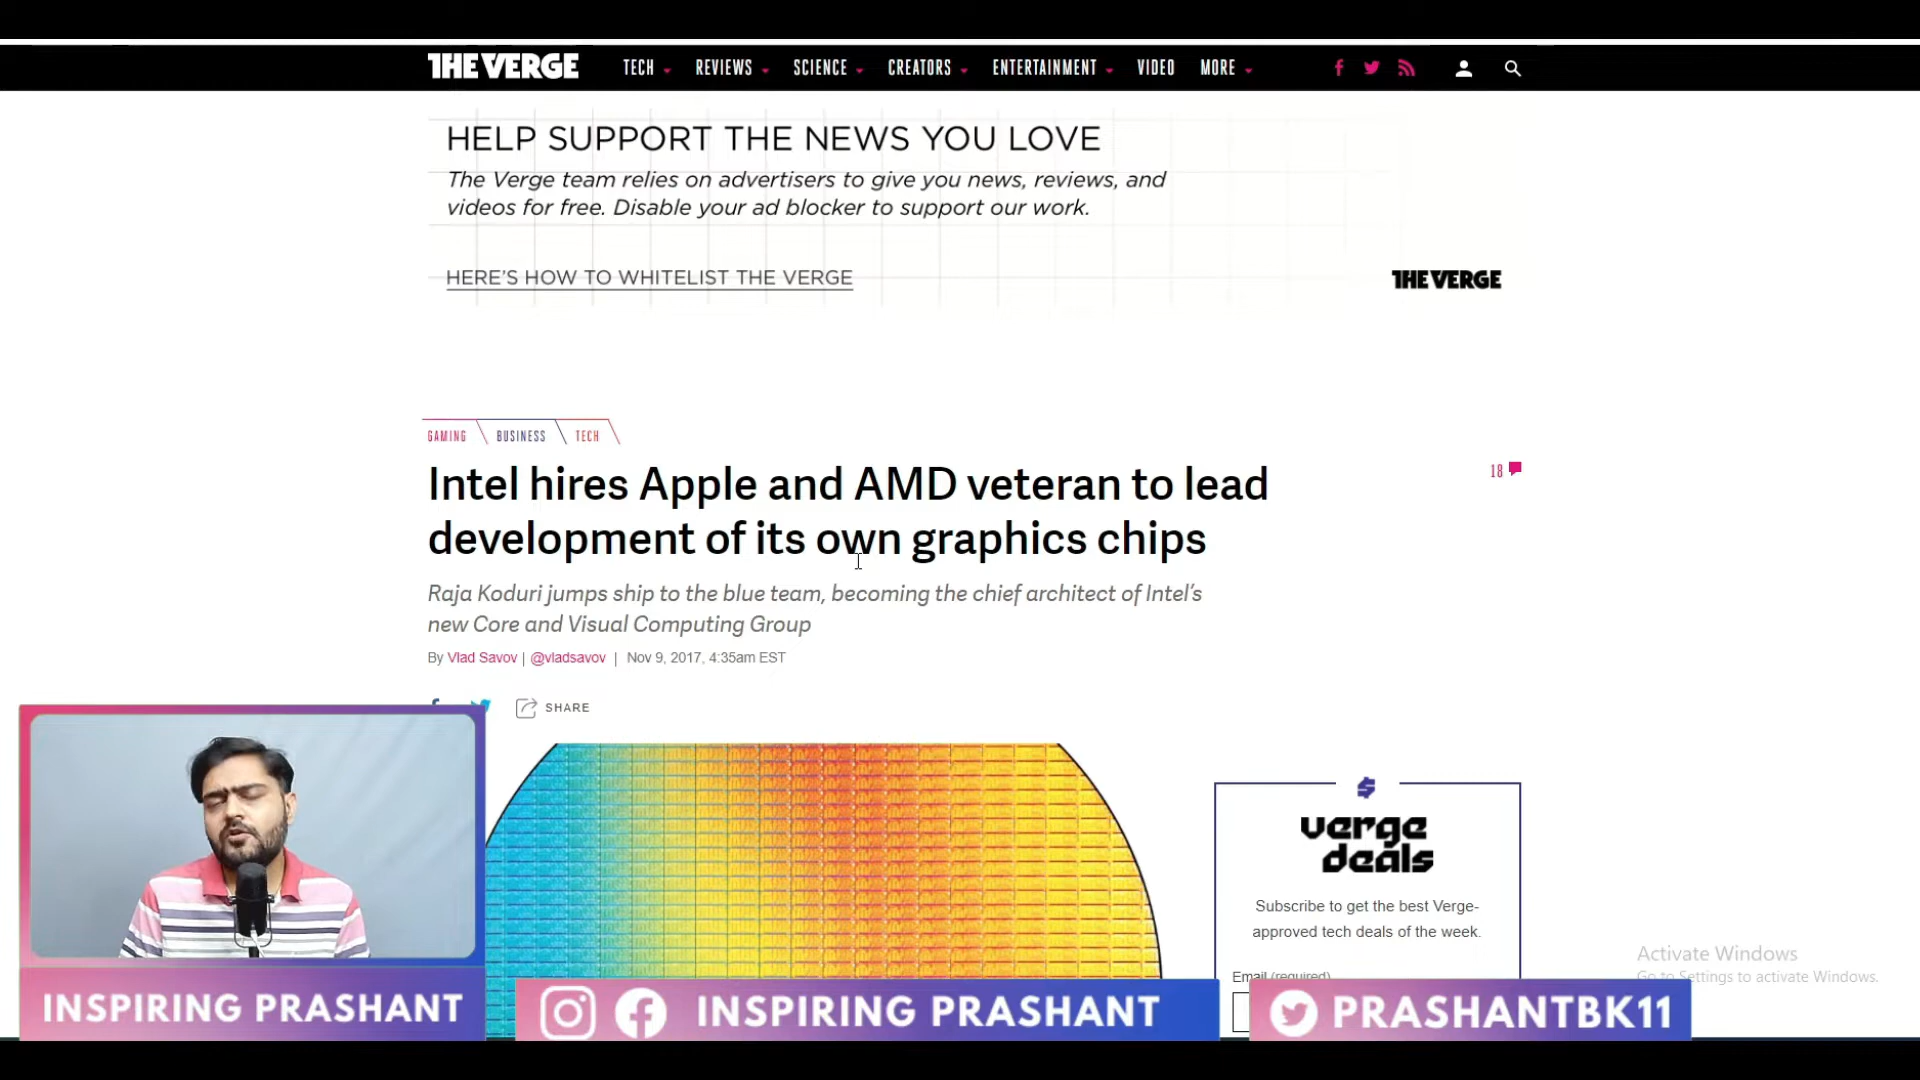 THE VERGE
TECH REVIEWS SCIENCE CREATORS ENTERTAINMENT VIDEO MORE
HELP SUPPORT THE NEWS YOU LOVE
The Verge team relies on advertisers to give you news, reviews, and
videos for free. Disable your ad blocker to support our work.
HERE'S HOW TO WHITELIST THE VERGE
THE VERGE
GAMING BUSINESS TECH
Intel hires Apple and AMD veteran to lead
development of its own graphics chips
18
Raja Koduri jumps ship to the blue team, becoming the chief architect of Intel's
new Core and Visual Computing Group
By Vlad Savov | @vladsavov | Nov 9, 2017, 4:35am EST
SHARE
verge
deals
Subscribe to get the best Verge-
approved tech deals of the week.
Email (required)
Activate Windows
Go to Settings to activate Windows.
INSPIRING PRASHANT
INSPIRING PRASHANT
PRASHANTBK11